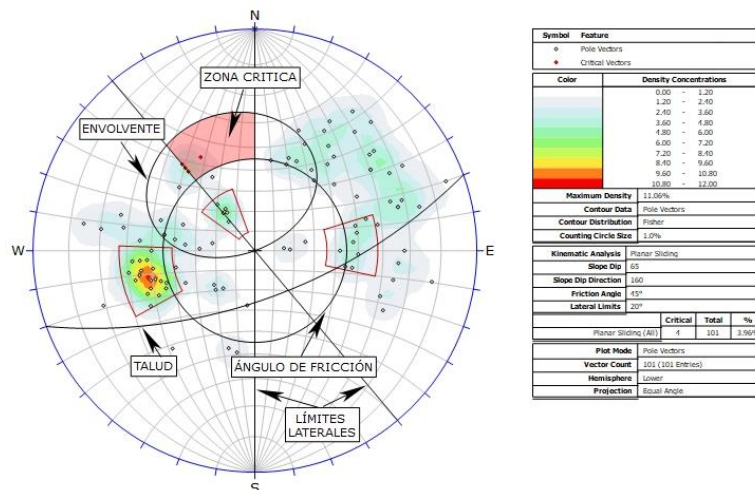 N
ZONA CRITICA
ENVOLVENTE
W
E
TALUD
ÁNGULO DE FRICCIÓN
LÍMITES
LATERALES
S
Symbol Feature
Pole Vectors
Critical Vectors
Color Density Concentrations
0.00 - 1.20
1.20 - 2.40
2.40 - 3.60
3.60 - 4.80
4.80 - 6.00
6.00 - 7.20
7.20 - 8.40
8.40 - 9.60
9.60 - 10.80
10.80 - 12.00
Maximum Density 11.06%
Contour Data Pole Vectors
Contour Distribution Fisher
Counting Circle Size 1.0%
Kinematic Analysis Planar Sliding
Slope Dip 65
Slope Dip Direction 160
Friction Angle 45°
Lateral Limits 20°
Critical Total %
Planar Sliding (All) 4 101 3.96%
Plot Mode Pole Vectors
Vector Count 101 (101 Entries)
Hemisphere Lower
Projection Equal Angle